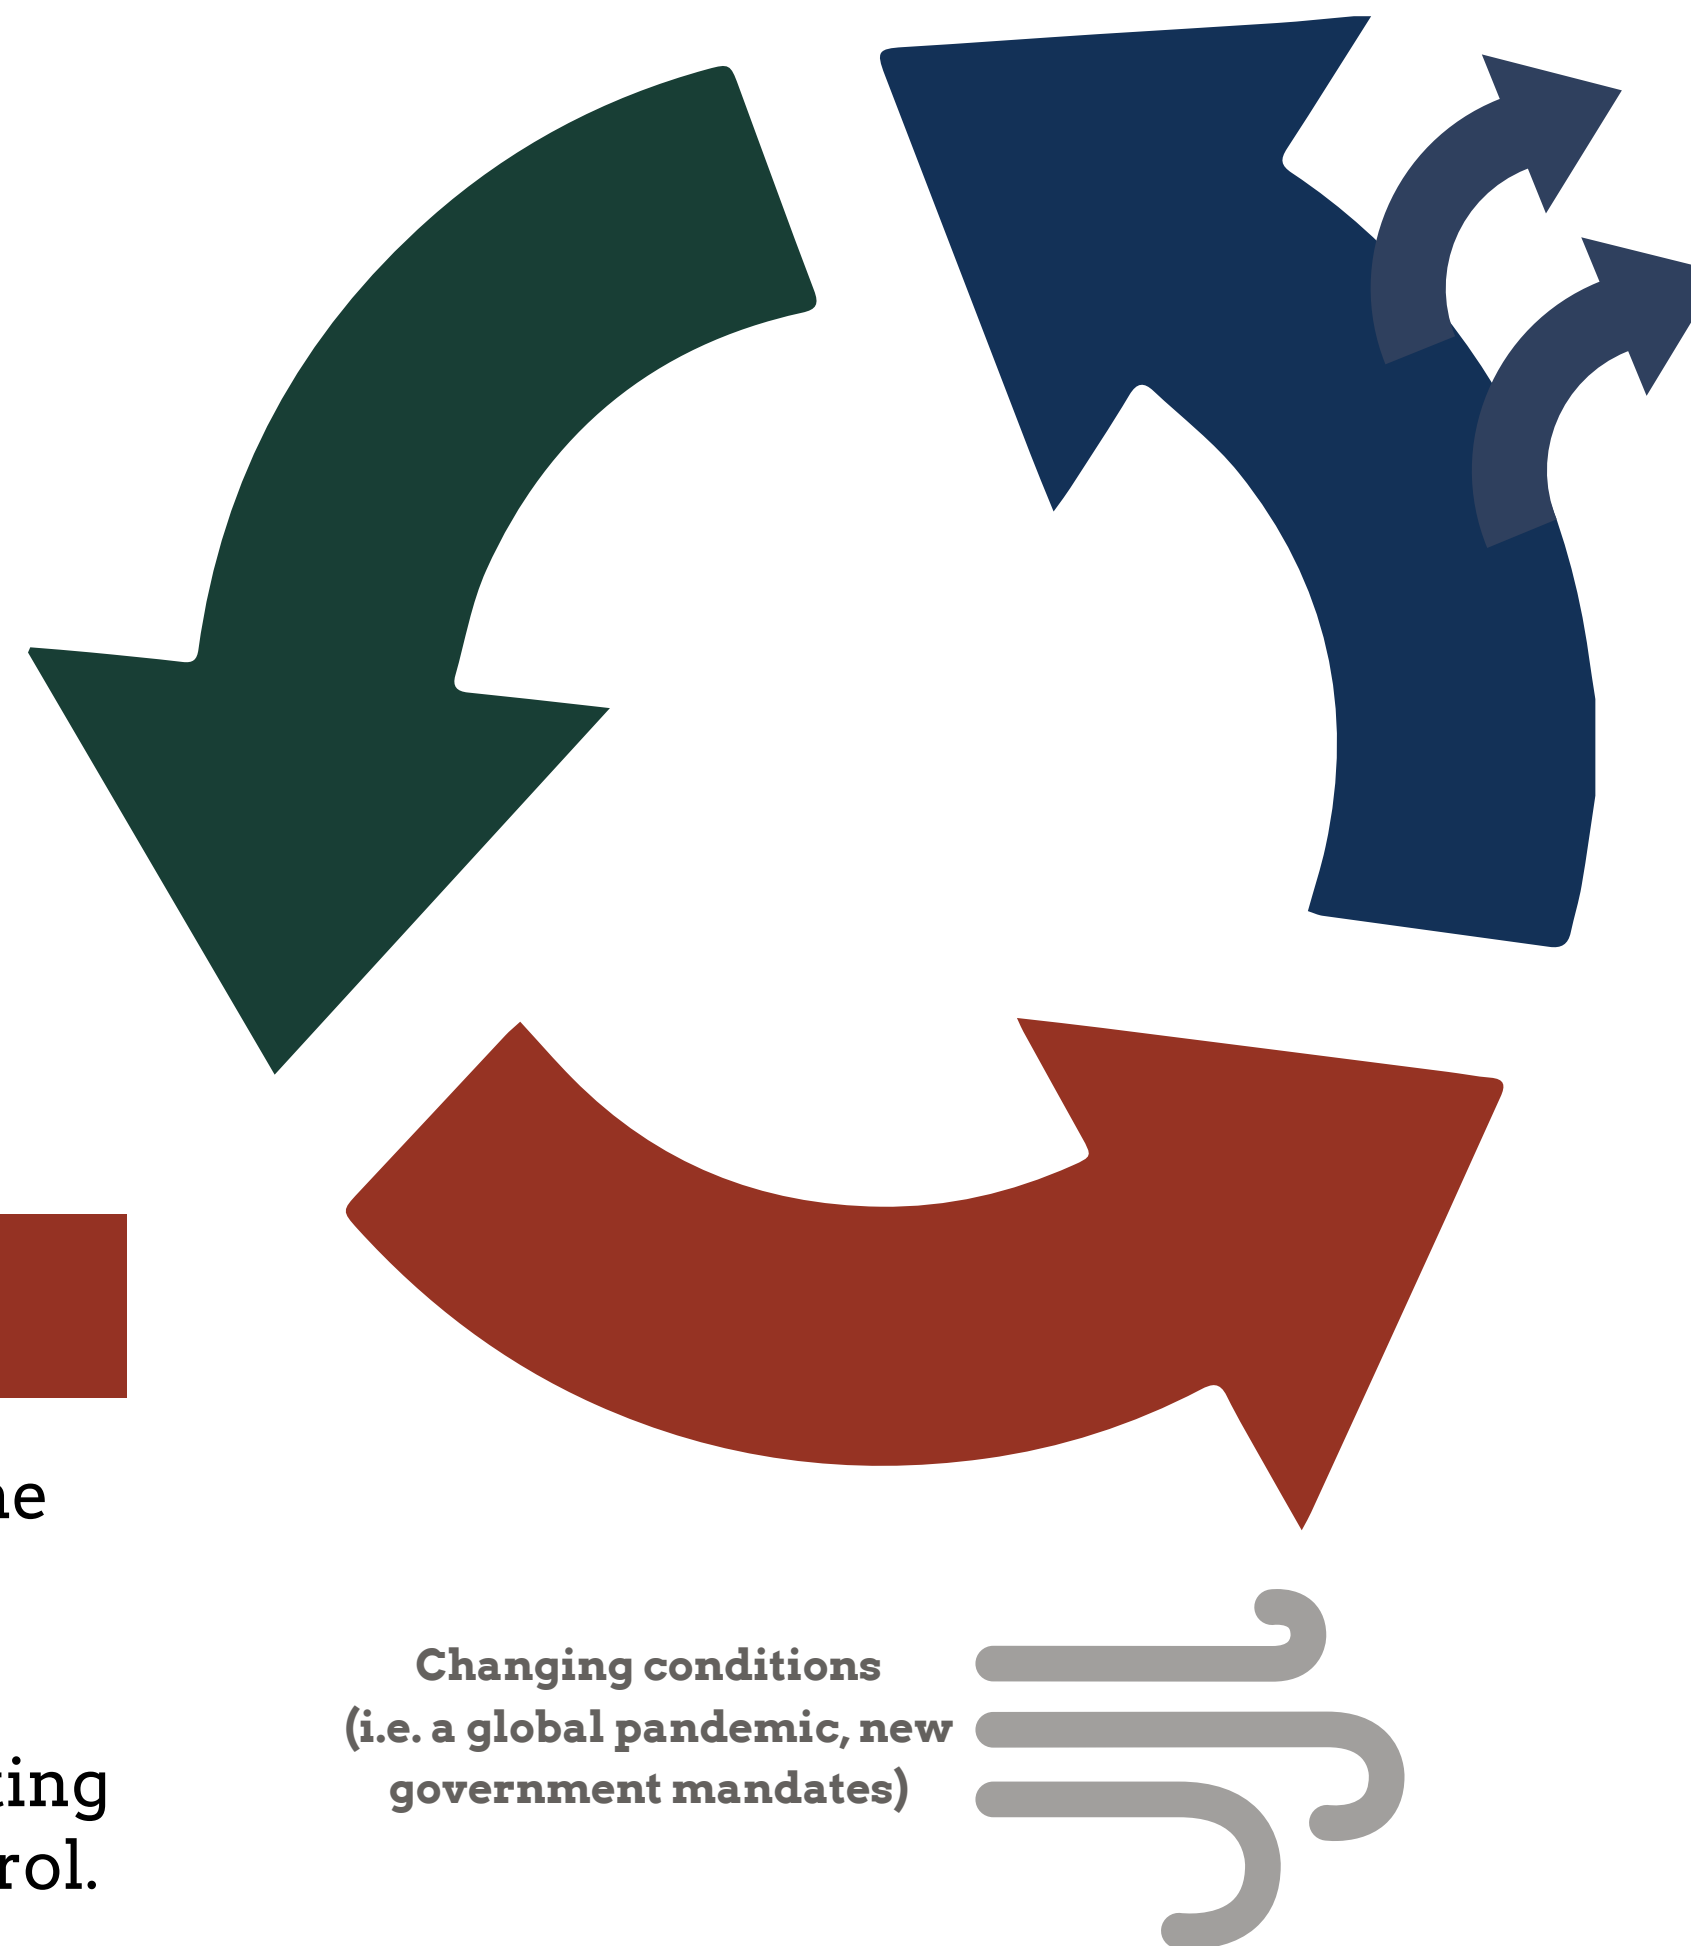 Changing conditions
(i.e. a global pandemic, new
government mandates)